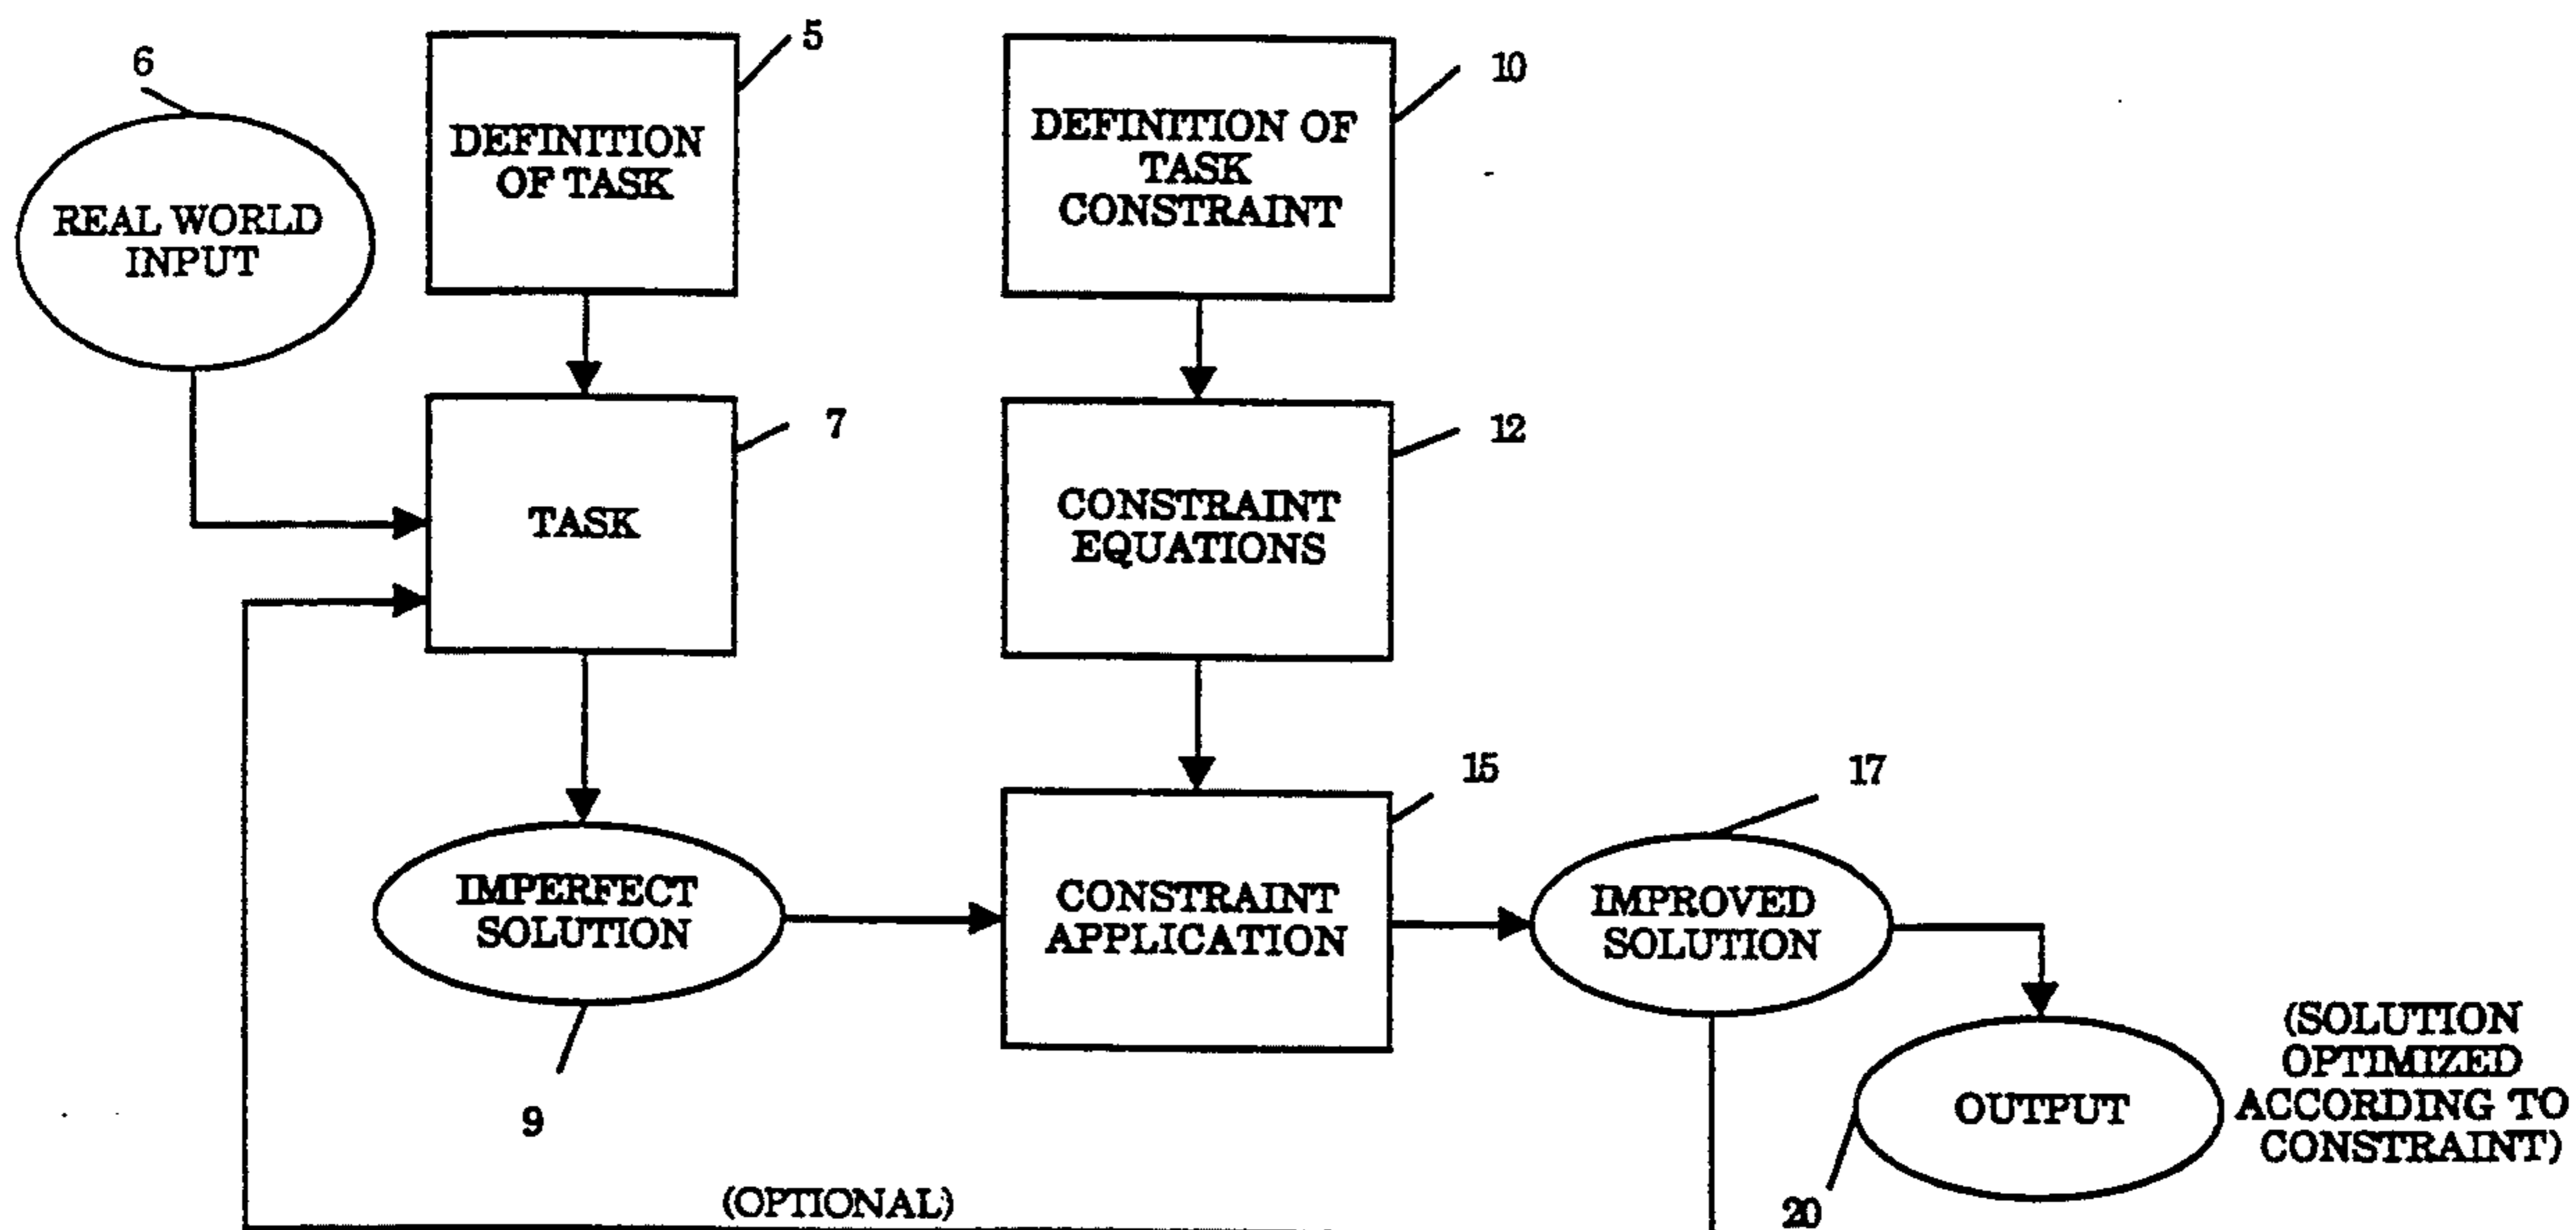 6
5
10
DEFINITION
OF TASK
DEFINITION OF
TASK
CONSTRAINT
REAL WORLD
INPUT
7
12
TASK
CONSTRAINT
EQUATIONS
15
17
IMPERFECT
SOLUTION
CONSTRAINT
APPLICATION
IMPROVED
SOLUTION
9
OUTPUT
(SOLUTION
OPTIMIZED
ACCORDING TO
CONSTRAINT)
20
(OPTIONAL)